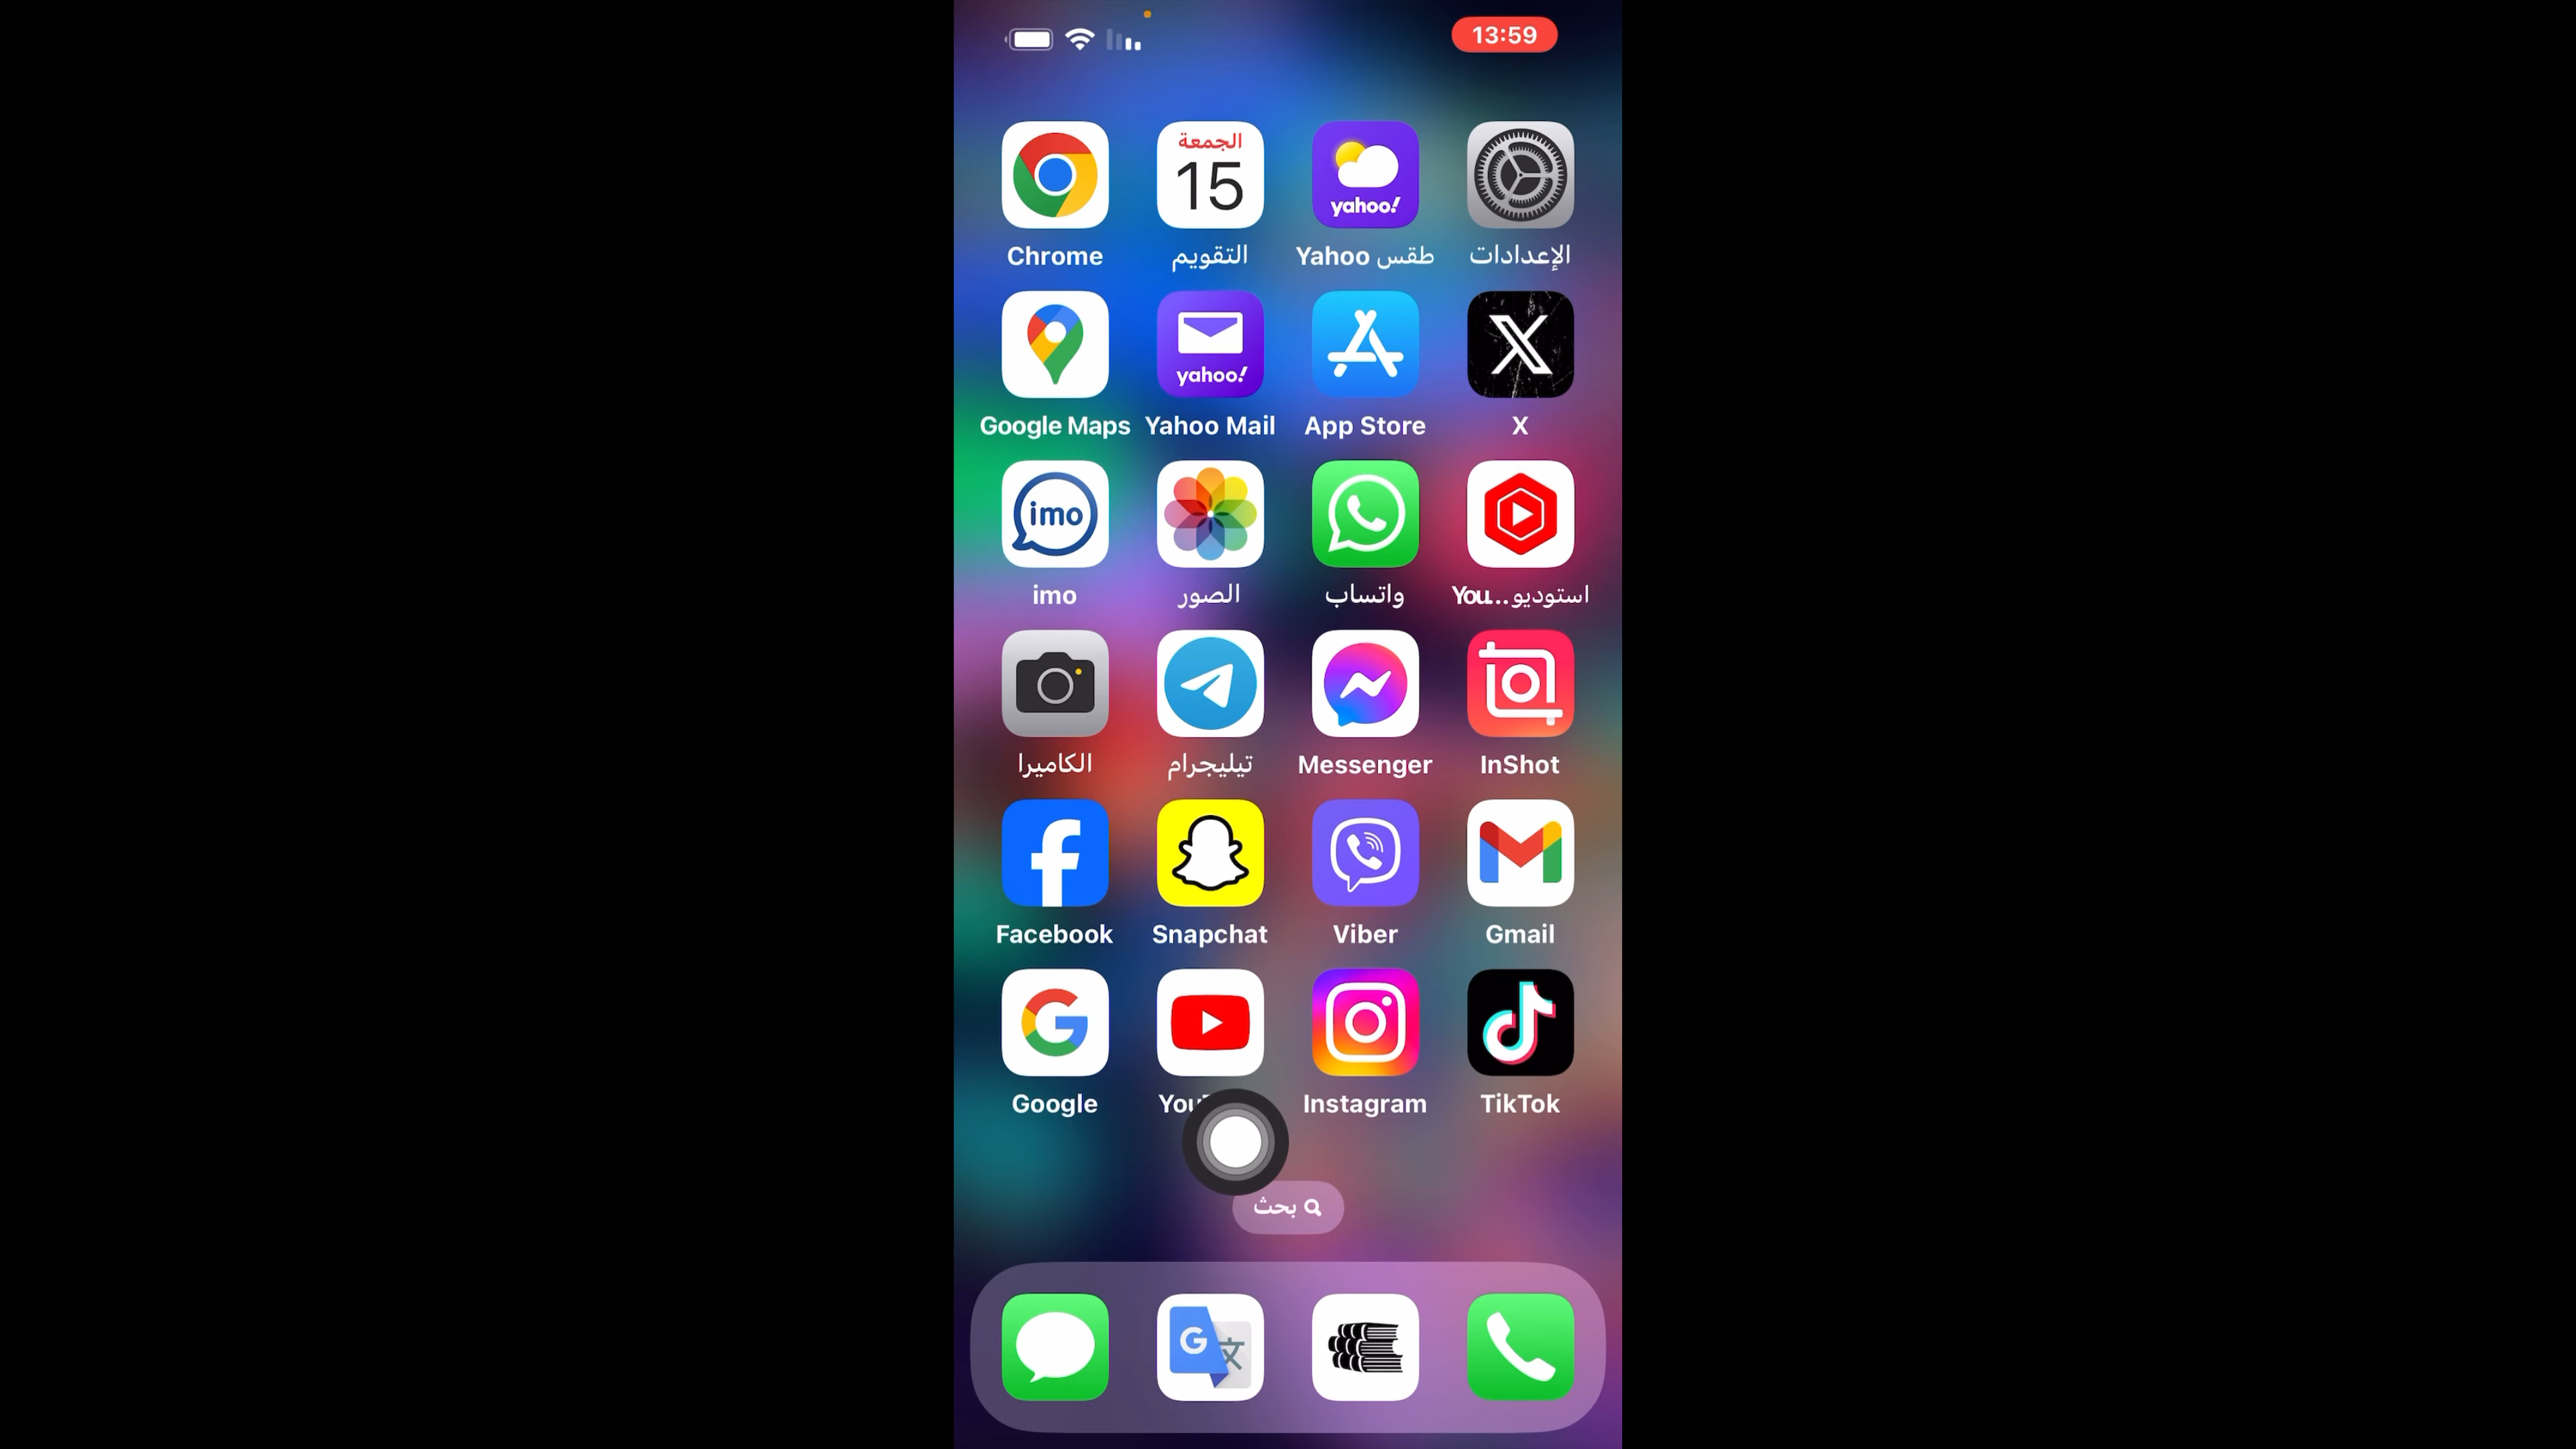 13:59
الجمعة
15
yahoo!
Chrome
التقويم
طقس Yahoo
الإعدادات
yahoo!
Google Maps
Yahoo Mail
App Store
X
imo
imo
الصور
واتساب
استوديو ...You
الكاميرا
تيليجرام
Messenger
InShot
Facebook
Snapchat
Viber
Gmail
Google
Instagram
TikTok
بحث
G
文